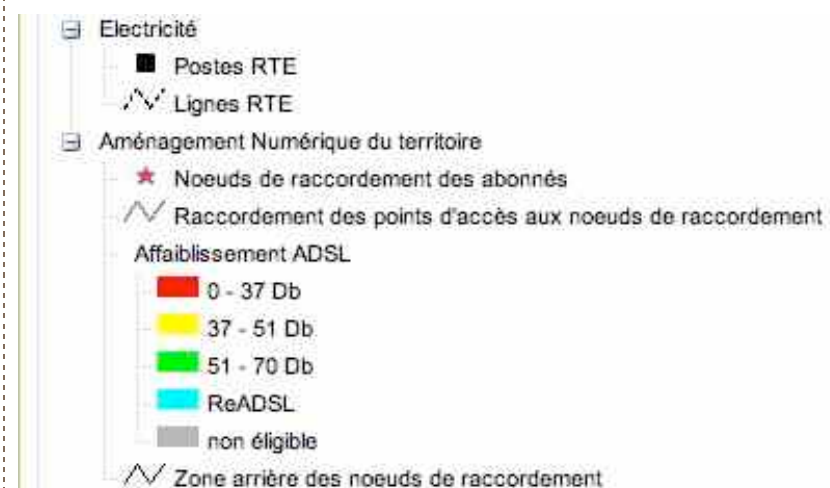 Electricité
Postes RTE
Lignes RTE
Aménagement Numérique du territoire
Noeuds de raccordement des abonnés
Raccordement des points d'accès aux noeuds de raccordement
Affaiblissement ADSL
0 - 37 Db
37 - 51 Db
51 - 70 Db
ReADSL
non éligible
Zone arrière des noeuds de raccordement